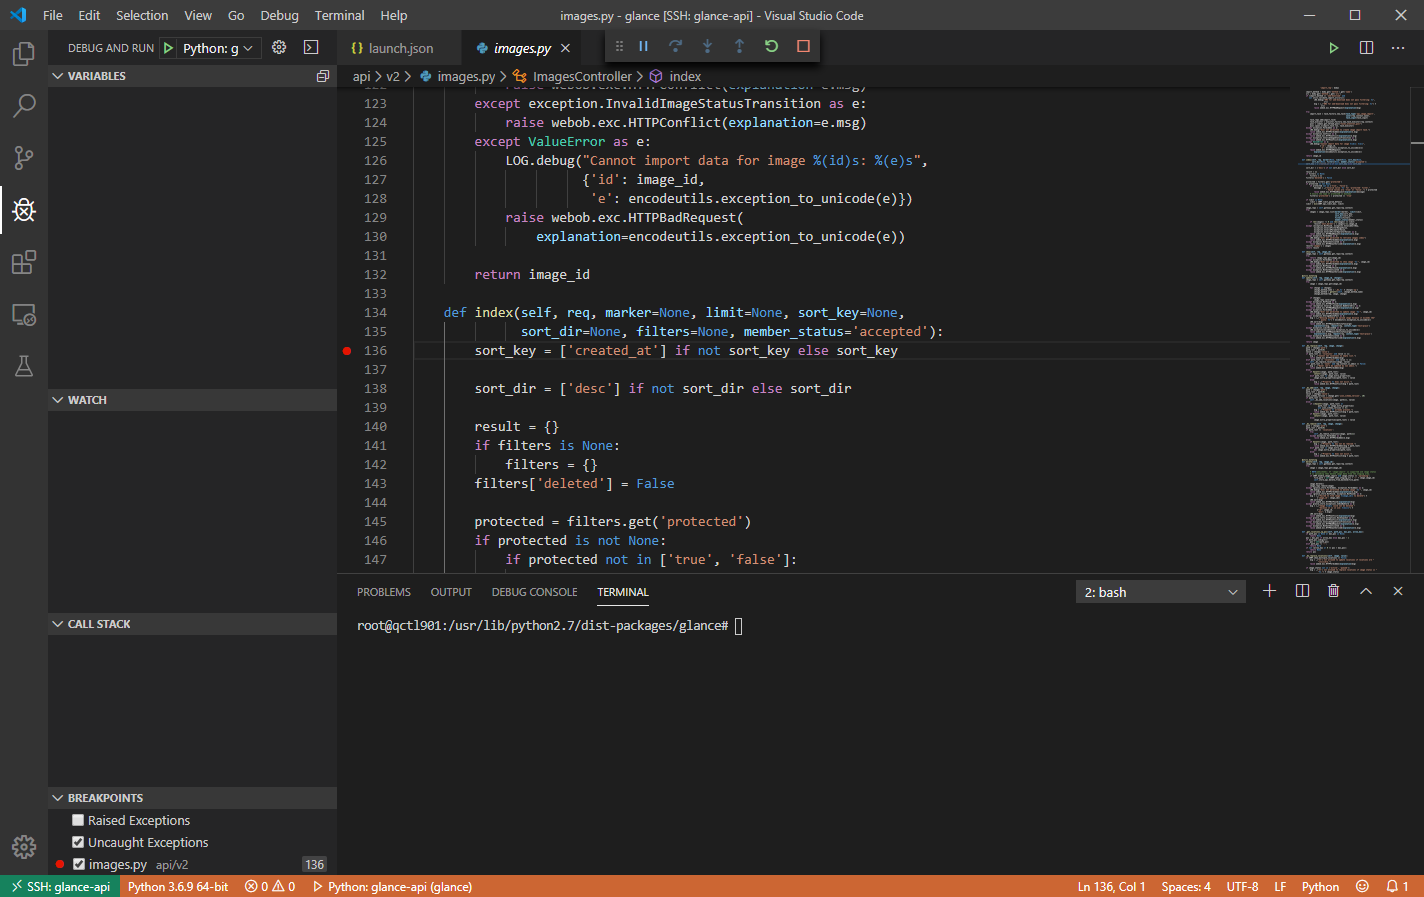 File Edit Selection View Go Debug Terminal Help
images.py - glance [SSH: glance-api] - Visual Studio Code
DEBUG AND RUN Python: g
launch.json
images.py
VARIABLES
api > v2 > images.py > ImagesController > index
raise webob.exc.HTTPConflict(explanation=e.msg)
123 except exception.InvalidImageStatusTransition as e:
124 raise webob.exc.HTTPConflict(explanation=e.msg)
125 except ValueError as e:
126 LOG.debug("Cannot import data for image %(id)s: %(e)s",
127 {'id': image_id,
128 'e': encodeutils.exception_to_unicode(e)})
129 raise webob.exc.HTTPBadRequest(
130 explanation=encodeutils.exception_to_unicode(e))
131
132 return image_id
133
134 def index(self, req, marker=None, limit=None, sort_key=None,
135 sort_dir=None, filters=None, member_status='accepted'):
136 sort_key = ['created_at'] if not sort_key else sort_key
137
138 sort_dir = ['desc'] if not sort_dir else sort_dir
139
140 result = {}
141 if filters is None:
142 filters = {}
143 filters['deleted'] = False
144
145 protected = filters.get('protected')
146 if protected is not None:
147 if protected not in ['true', 'false']:
WATCH
CALL STACK
BREAKPOINTS
Raised Exceptions
Uncaught Exceptions
images.py api/v2 136
PROBLEMS OUTPUT DEBUG CONSOLE TERMINAL
2: bash
root@qctl901:/usr/lib/python2.7/dist-packages/glance#
SSH: glance-api Python 3.6.9 64-bit 0 0 Python: glance-api (glance) Ln 136, Col 1 Spaces: 4 UTF-8 LF Python 1